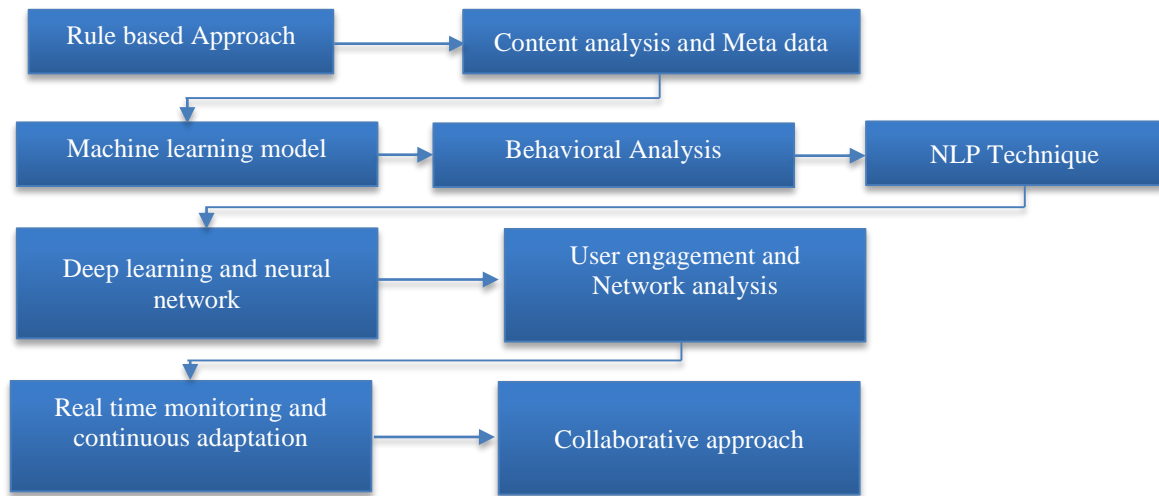 Rule based Approach
Content analysis and Meta data
Machine learning model
Behavioral Analysis
NLP Technique
Deep learning and neural
network
User engagement and
Network analysis
Real time monitoring and
continuous adaptation
Collaborative approach